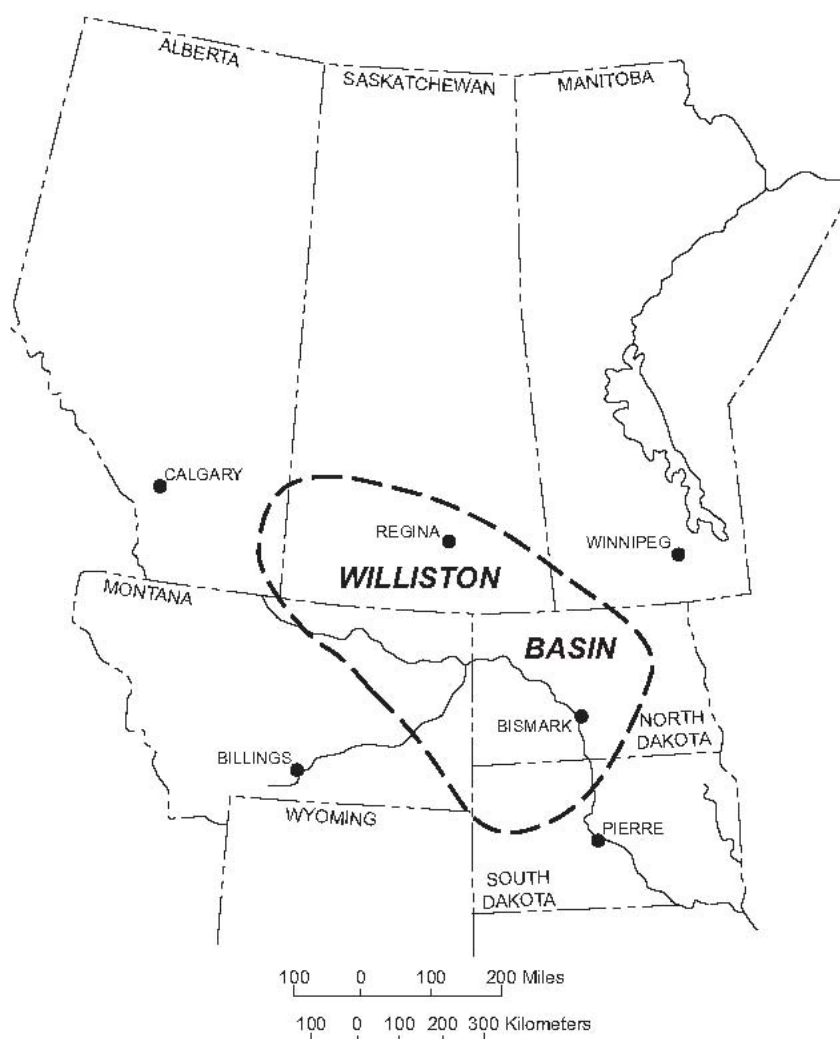 ALBERTA
SASKATCHEWAN
MANITOBA
CALGARY
REGINA
WINNIPEG
WILLISTON
MONTANA
BASIN
BISMARK
NORTH
DAKOTA
BILLINGS
WYOMING
PIERRE
SOUTH
DAKOTA
100 0 100 200 Miles
100 0 100 200 300 Kilometers